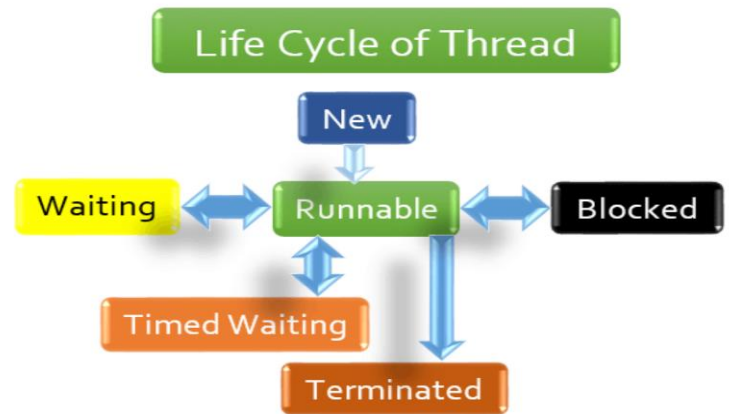 Life Cycle of Thread
New
Waiting
Runnable
Blocked
Timed Waiting
Terminated